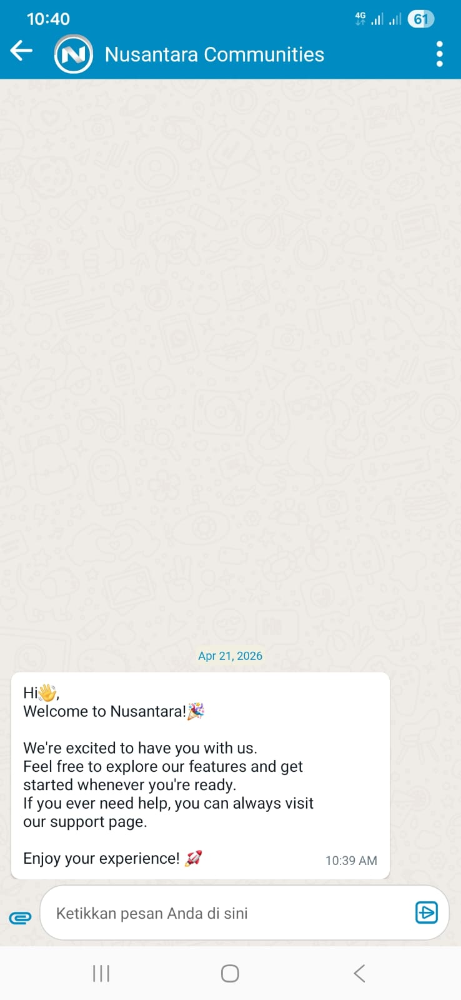 10:40
4G
61
Nusantara Communities
Apr 21, 2026
Hi👋,
Welcome to Nusantara!🎉
We're excited to have you with us.
Feel free to explore our features and get
started whenever you're ready.
If you ever need help, you can always visit
our support page.
Enjoy your experience! 🚀
10:39 AM
Ketikkan pesan Anda di sini